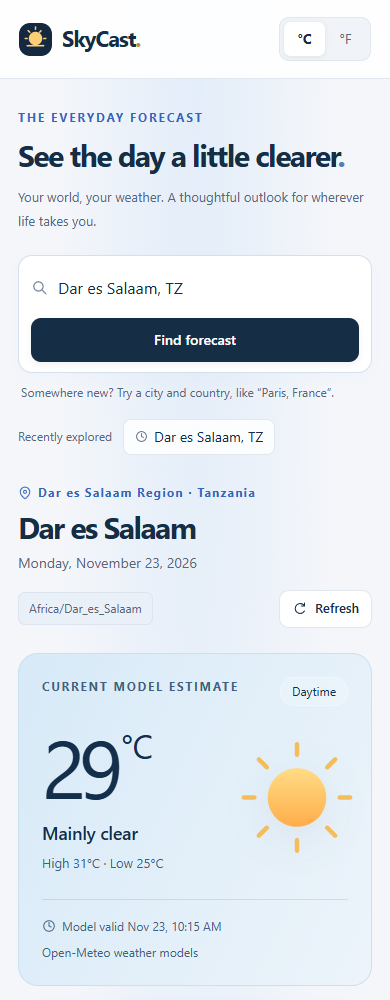 SkyCast.
°C
°F
THE EVERYDAY FORECAST
See the day a little clearer.
Your world, your weather. A thoughtful outlook for wherever
life takes you.
Dar es Salaam, TZ
Find forecast
Somewhere new? Try a city and country, like “Paris, France”.
Recently explored
Dar es Salaam, TZ
Dar es Salaam Region · Tanzania
Dar es Salaam
Monday, November 23, 2026
Africa/Dar_es_Salaam
Refresh
CURRENT MODEL ESTIMATE
Daytime
29°C
Mainly clear
High 31°C · Low 25°C
Model valid Nov 23, 10:15 AM
Open-Meteo weather models